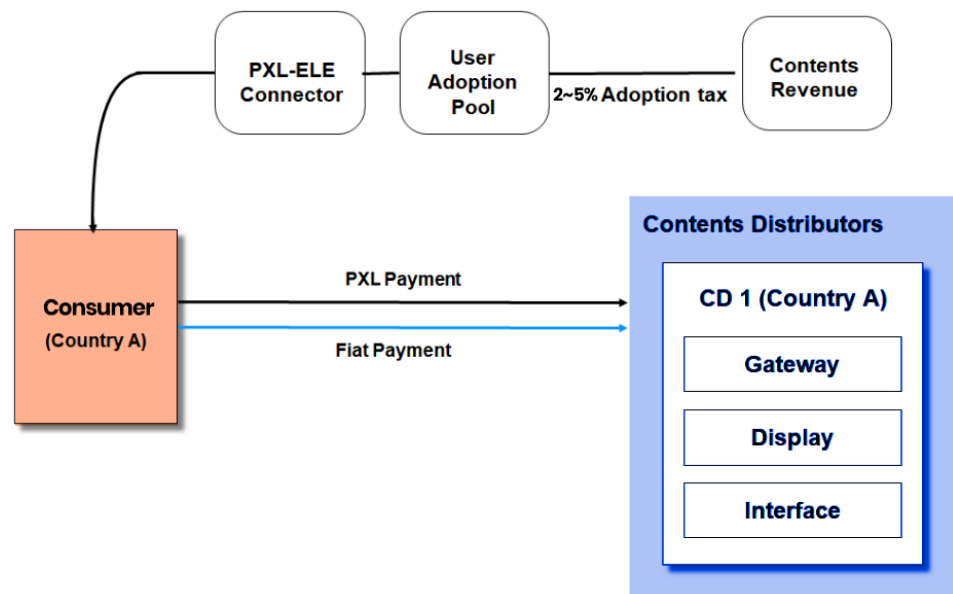 PXL-ELE
Connector
User
Adoption
Pool
2~5% Adoption tax
Contents
Revenue
Contents Distributors
Consumer
(Country A)
PXL Payment
Fiat Payment
CD 1 (Country A)
Gateway
Display
Interface